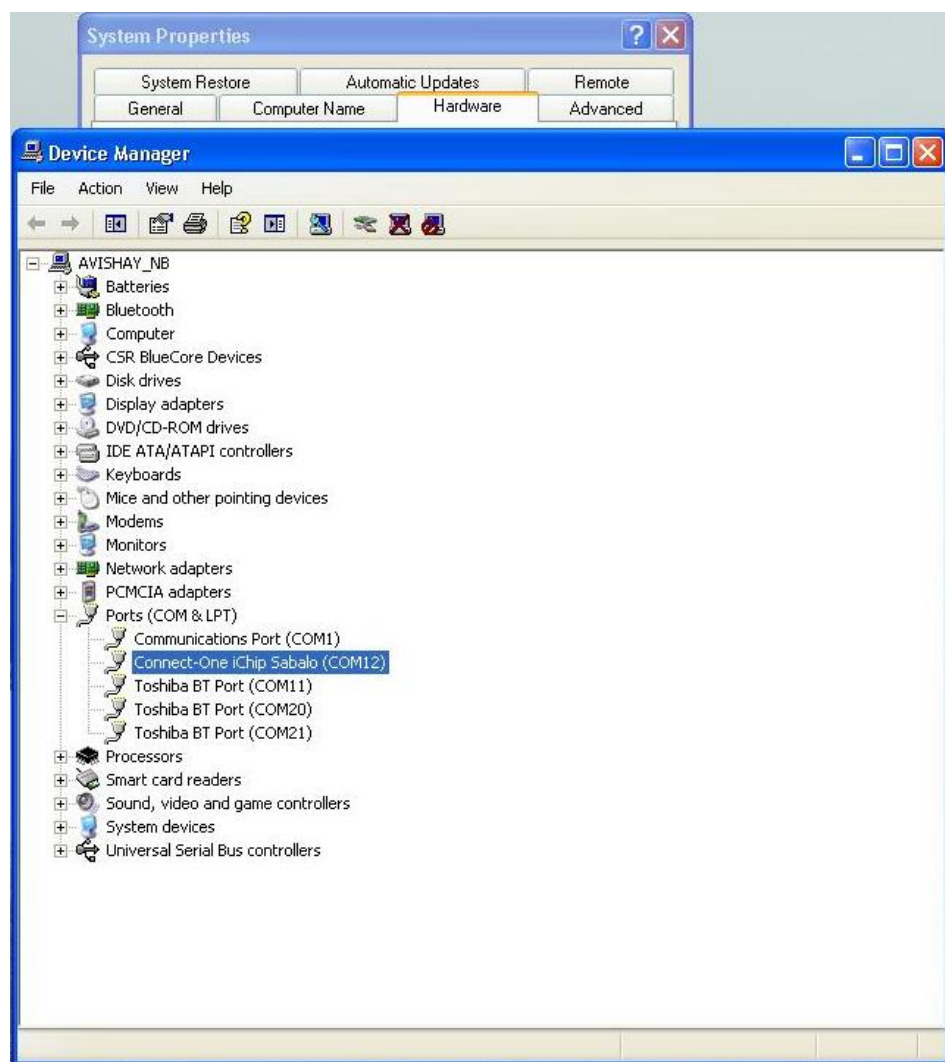 System Properties
System Restore Automatic Updates Remote
General Computer Name Hardware Advanced
Device Manager
File Action View Help
AVISHAY_NB
Batteries
Bluetooth
Computer
CSR BlueCore Devices
Disk drives
Display adapters
DVD/CD-ROM drives
IDE ATA/ATAPI controllers
Keyboards
Mice and other pointing devices
Modems
Monitors
Network adapters
PCMCIA adapters
Ports (COM & LPT)
Communications Port (COM1)
Connect-One iChip Sabalo (COM12)
Toshiba BT Port (COM11)
Toshiba BT Port (COM20)
Toshiba BT Port (COM21)
Processors
Smart card readers
Sound, video and game controllers
System devices
Universal Serial Bus controllers